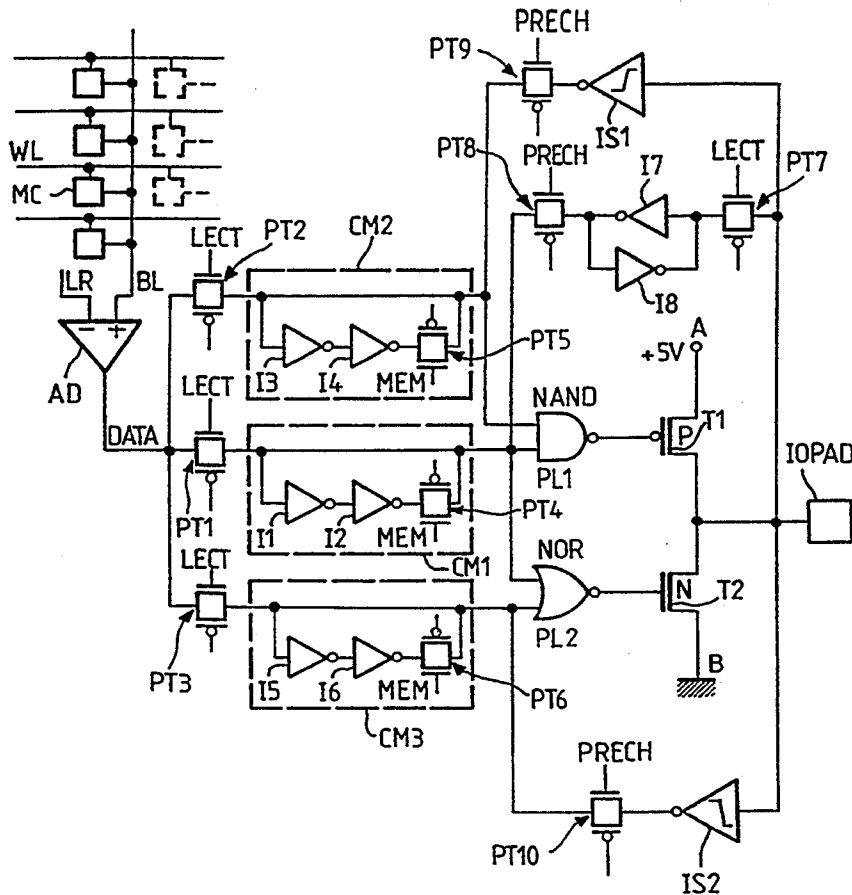 PRECH
PT9
IS1
WL
MC
PT8
PRECH
I7
LECT
PT7
LECT
PT2
CM2
I8
LR
BL
A
+5V
AD
I3
I4
MEM
PT5
LECT
NAND
P
T1
DATA
PL1
IOPAD
PT1
I1
I2
MEM
PT4
NOR
LECT
CM1
N
T2
PL2
PT3
I5
I6
MEM
PT6
B
CM3
PRECH
PT10
IS2